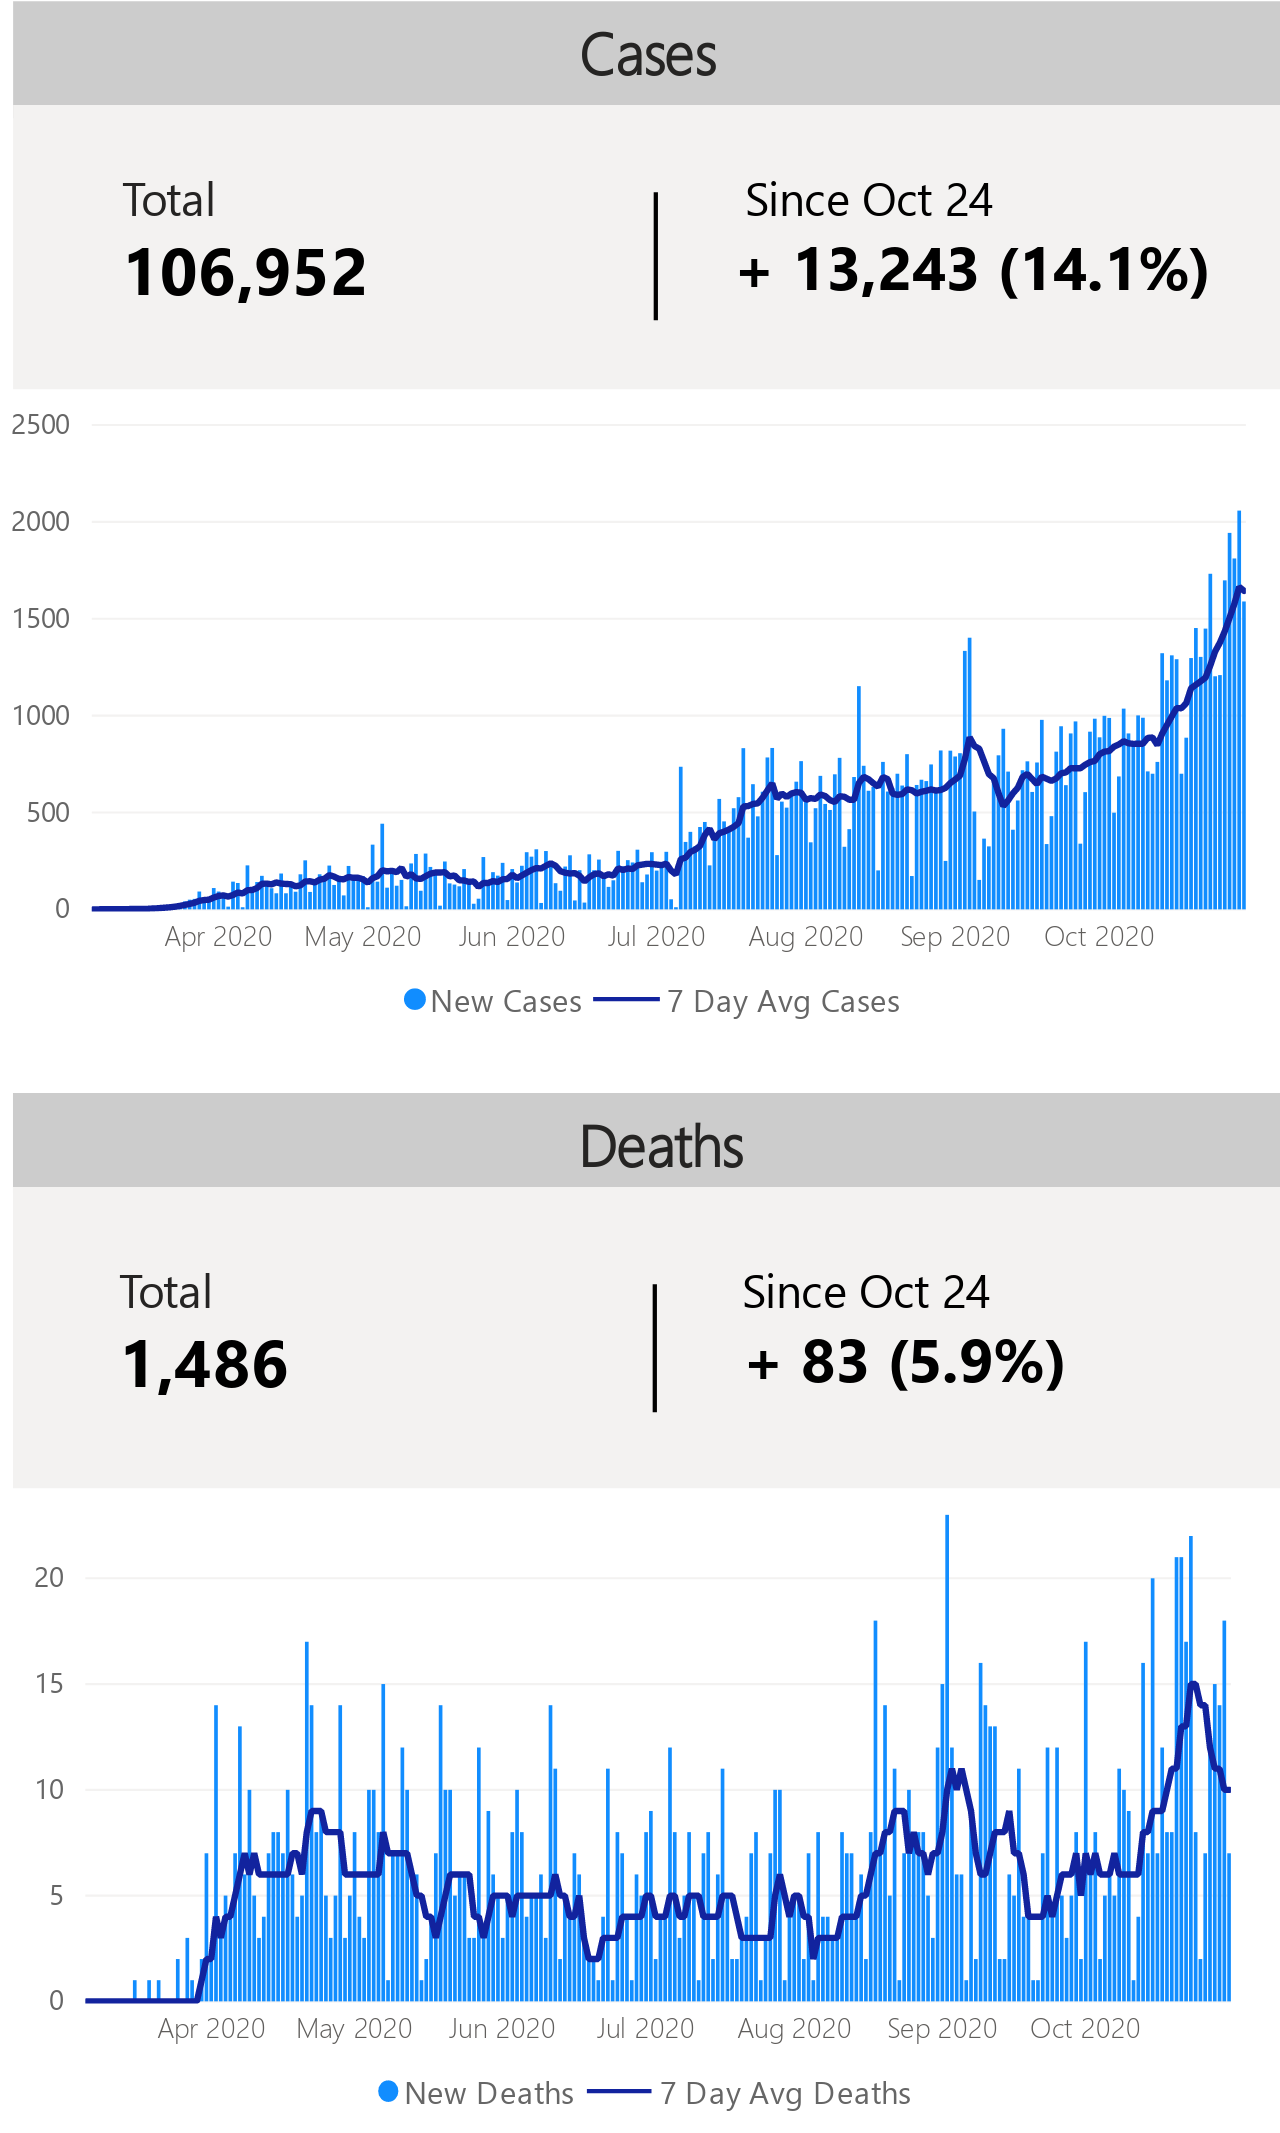 Cases
Total
Since Oct 24
106,952
+ 13,243 (14.1%)
2500
2000
1500
1000
500
0
Apr 2020 May 2020 Jun 2020 Jul 2020 Aug 2020 Sep 2020 Oct 2020
New Cases 7 Day Avg Cases
Deaths
Total
Since Oct 24
1,486
+ 83 (5.9%)
20
15
10
5
0
Apr 2020 May 2020 Jun 2020 Jul 2020 Aug 2020 Sep 2020 Oct 2020
New Deaths 7 Day Avg Deaths